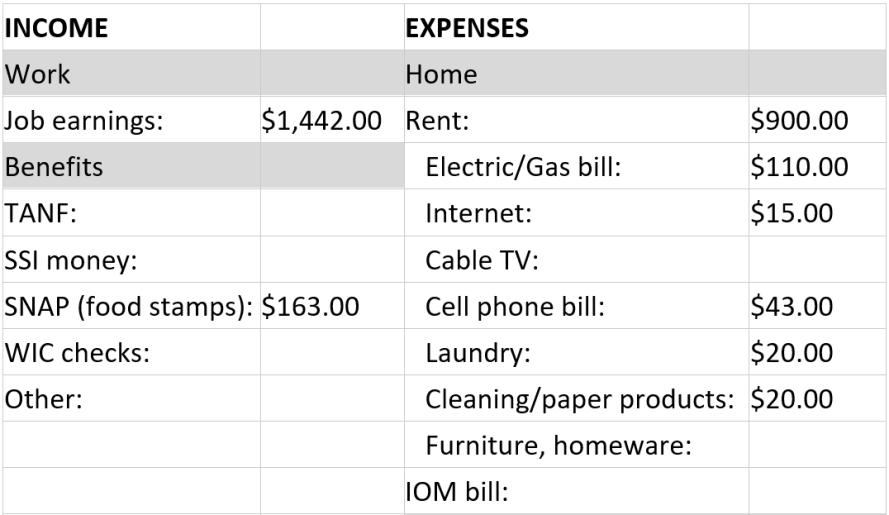 INCOME EXPENSES
Work Home
Job earnings: $1,442.00 Rent: $900.00
Benefits Electric/Gas bill: $110.00
TANF: Internet: $15.00
SSI money: Cable TV:
SNAP (food stamps): $163.00 Cell phone bill: $43.00
WIC checks: Laundry: $20.00
Other: Cleaning/paper products: $20.00
Furniture, homeware:
IOM bill: